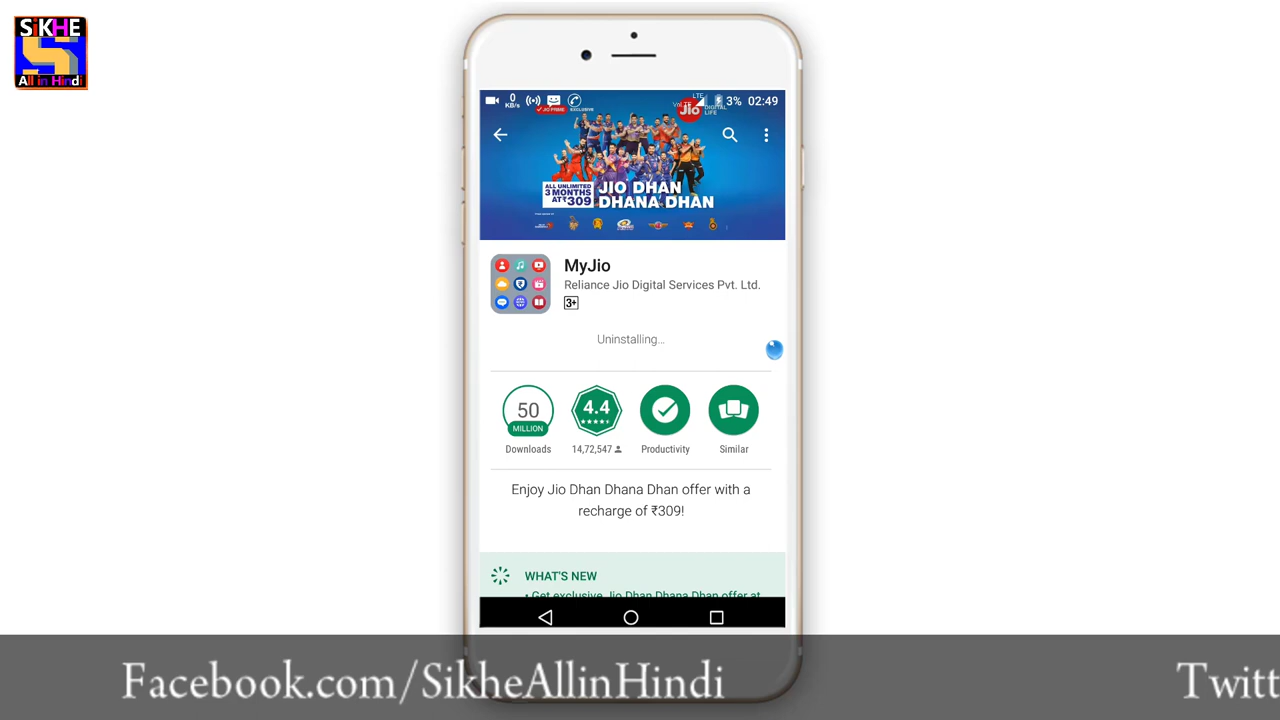 SiKHE
S
All in Hindi
0
KB/s
JIO PRIME
EXCLUSIVE
LTE
3%
02:49
Jio
DIGITAL
LIFE
ALL UNLIMITED
3 MONTHS
AT ₹309
JIO DHAN
DHANA DHAN
MyJio
Reliance Jio Digital Services Pvt. Ltd.
3+
Uninstalling...
50
MILLION
4.4
Downloads
14,72,547
Productivity
Similar
Enjoy Jio Dhan Dhana Dhan offer with a
recharge of ₹309!
WHAT'S NEW
• Get exclusive Jio Dhan Dhana Dhan offer at
Facebook.com/SikheAllinHindi
Twitt